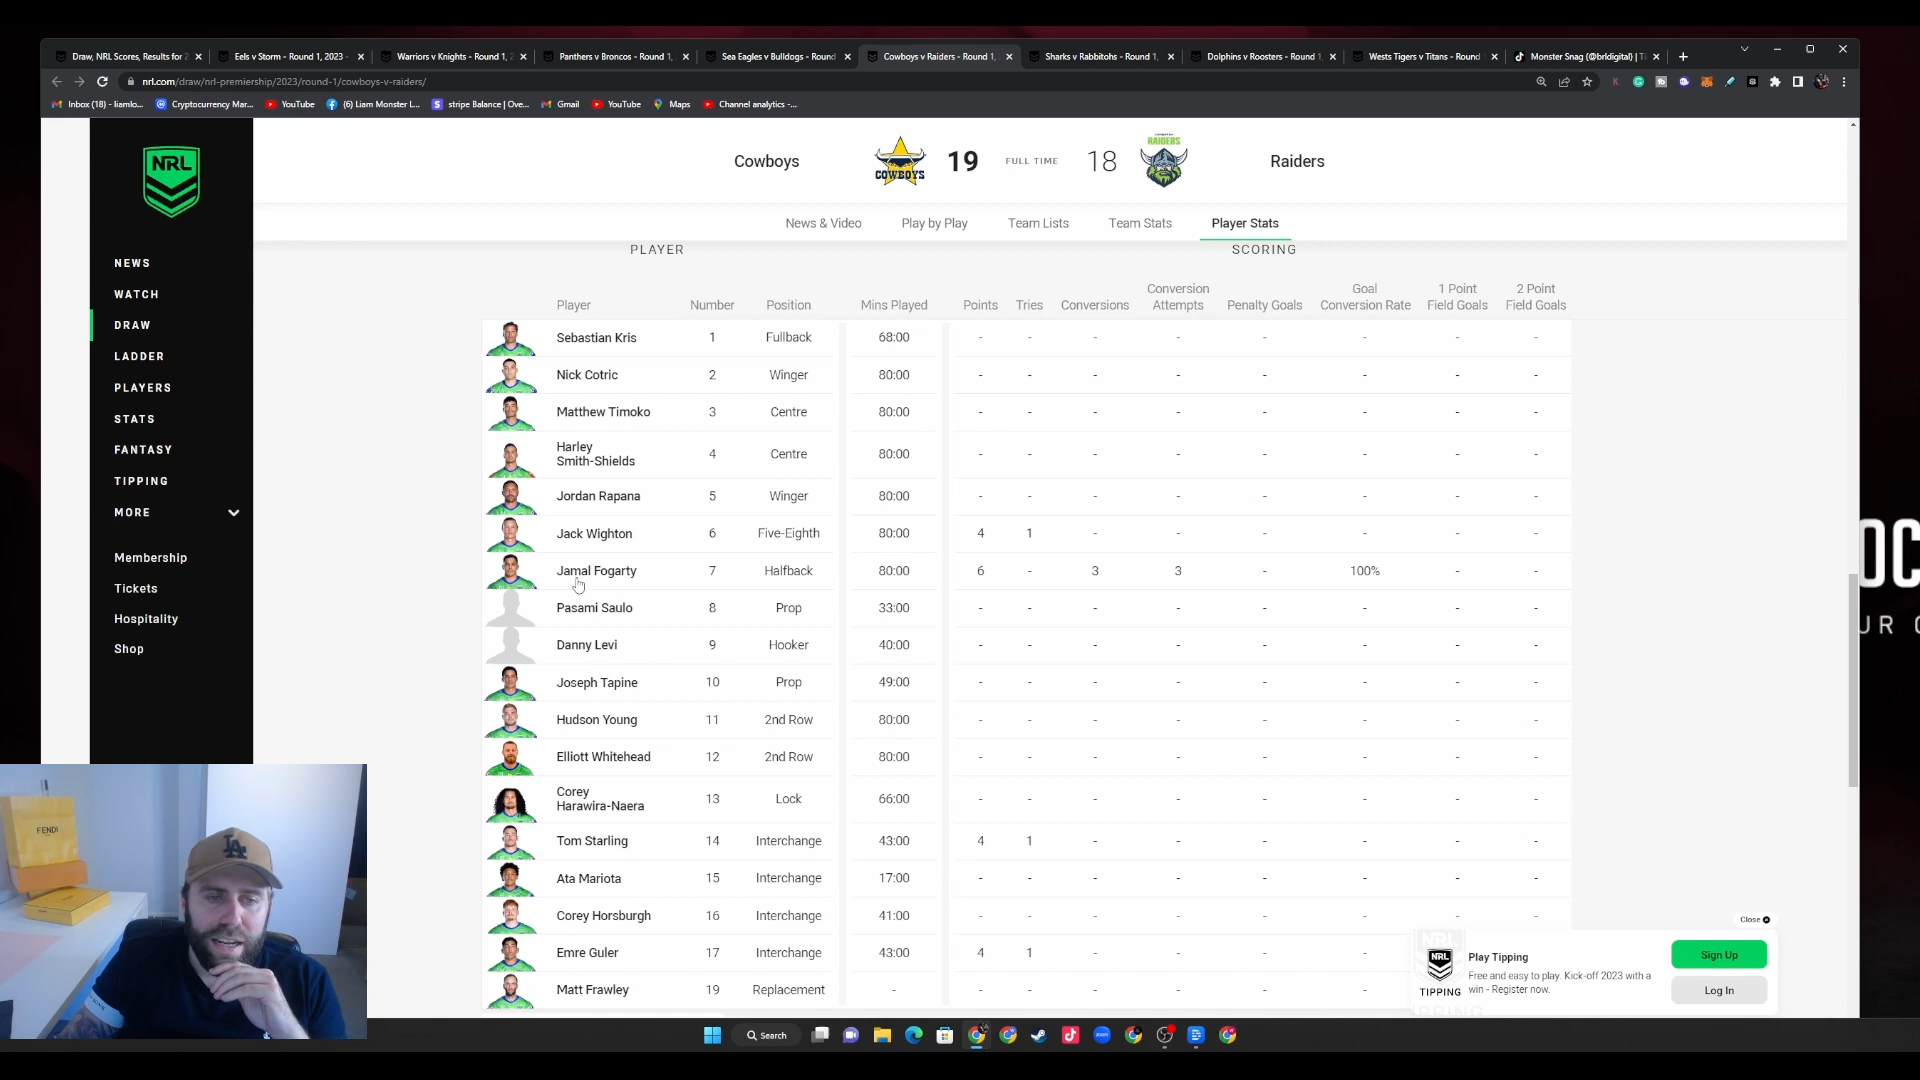 Draw, NRL Scores, Results for 2
Eels v Storm - Round 1, 2023 -
Warriors v Knights - Round 1, 2
Panthers v Broncos - Round 1,
Sea Eagles v Bulldogs - Round
Cowboys v Raiders - Round 1,
Sharks v Rabbitohs - Round 1,
Dolphins v Roosters - Round 1,
Wests Tigers v Titans - Round
Monster Snag (@brldigital) | Ti
nrl.com/draw/nrl-premiership/2023/round-1/cowboys-v-raiders/
Inbox (18) - liamlo...
Cryptocurrency Mar...
YouTube
(6) Liam Monster L...
stripe Balance | Ove...
Gmail
YouTube
Maps
Channel analytics -...
NRL
NEWS
WATCH
DRAW
LADDER
PLAYERS
STATS
FANTASY
TIPPING
MORE
Membership
Tickets
Hospitality
Shop
Cowboys
COWBOYS
19
FULL TIME
18
RAIDERS
Raiders
News & Video
Play by Play
Team Lists
Team Stats
Player Stats
PLAYER
SCORING
Player Number Position Mins Played Points Tries Conversions Conversion Attempts Penalty Goals Goal Conversion Rate 1 Point Field Goals 2 Point Field Goals
Sebastian Kris 1 Fullback 68:00 - - - - - - - -
Nick Cotric 2 Winger 80:00 - - - - - - - -
Matthew Timoko 3 Centre 80:00 - - - - - - - -
Harley Smith-Shields 4 Centre 80:00 - - - - - - - -
Jordan Rapana 5 Winger 80:00 - - - - - - - -
Jack Wighton 6 Five-Eighth 80:00 4 1 - - - - - -
Jamal Fogarty 7 Halfback 80:00 6 - 3 3 - 100% - -
Pasami Saulo 8 Prop 33:00 - - - - - - - -
Danny Levi 9 Hooker 40:00 - - - - - - - -
Joseph Tapine 10 Prop 49:00 - - - - - - - -
Hudson Young 11 2nd Row 80:00 - - - - - - - -
Elliott Whitehead 12 2nd Row 80:00 - - - - - - - -
Corey Harawira-Naera 13 Lock 66:00 - - - - - - - -
Tom Starling 14 Interchange 43:00 4 1 - - - - - -
Ata Mariota 15 Interchange 17:00 - - - - - - - -
Corey Horsburgh 16 Interchange 41:00 - - - - - - - -
Emre Guler 17 Interchange 43:00 4 1 - - - -
Matt Frawley 19 Replacement - - - - - - -
Close
NRL
TIPPING
Play Tipping
Free and easy to play. Kick-off 2023 with a
win - Register now.
Sign Up
Log In
Search
FENDI
LA
OC
UR